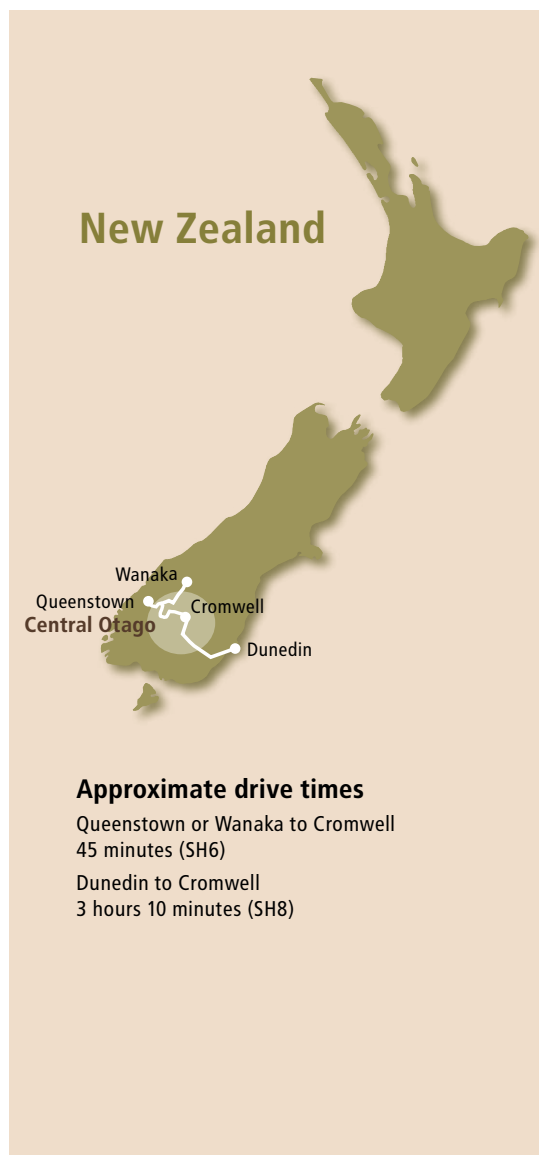 New Zealand
Wanaka
Queenstown
Cromwell
Central Otago
Dunedin
Approximate drive times
Queenstown or Wanaka to Cromwell
45 minutes (SH6)
Dunedin to Cromwell
3 hours 10 minutes (SH8)